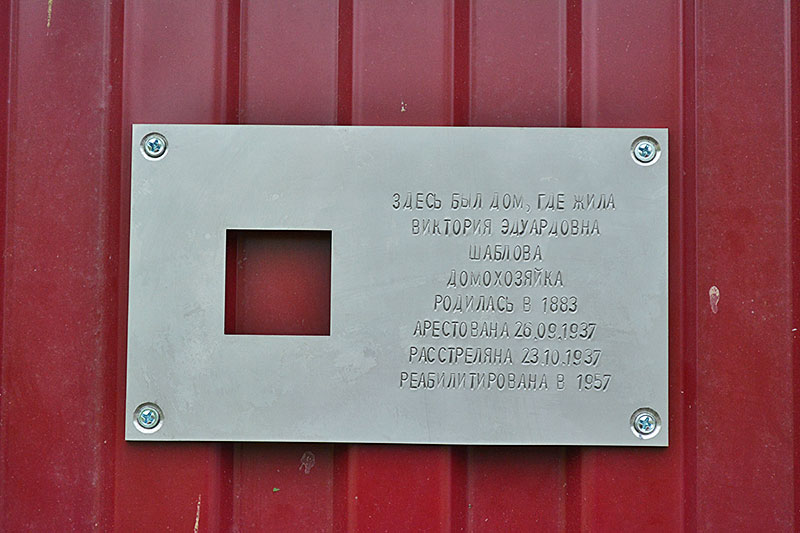 ЗДЕСЬ БЫЛ ДОМ, ГДЕ ЖИЛА
ВИКТОРИЯ ЭДУАРДОВНА
ШАБЛОВА
ДОМОХОЗЯЙКА
РОДИЛАСЬ В 1883
АРЕСТОВАНА 26.09.1937
РАССТРЕЛЯНА 23.10.1937
РЕАБИЛИТИРОВАНА В 1957